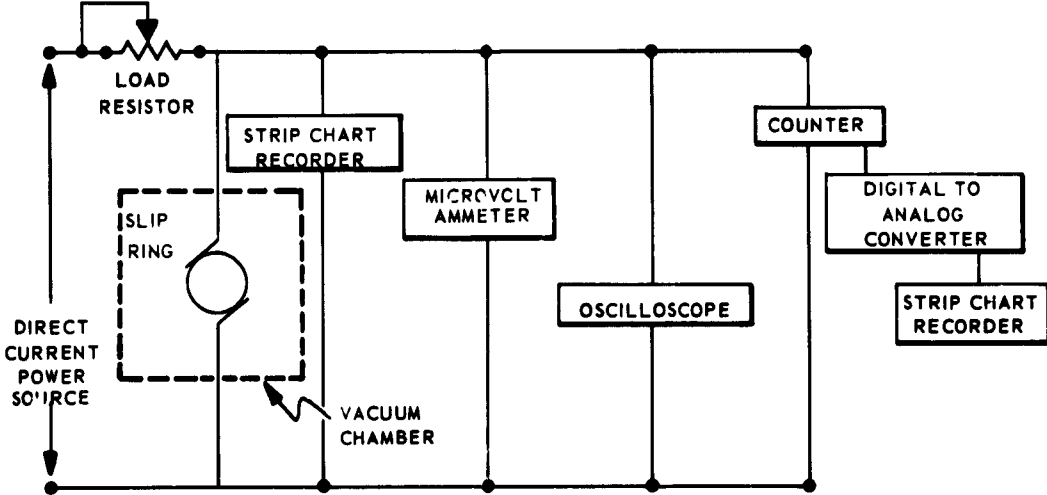 LOAD
RESISTOR
STRIP CHART
RECORDER
COUNTER
MICROVOLT
AMMETER
DIGITAL TO
ANALOG
CONVERTER
SLIP
RING
OSCILLOSCOPE
STRIP CHART
RECORDER
DIRECT
CURRENT
POWER
SOURCE
VACUUM
CHAMBER